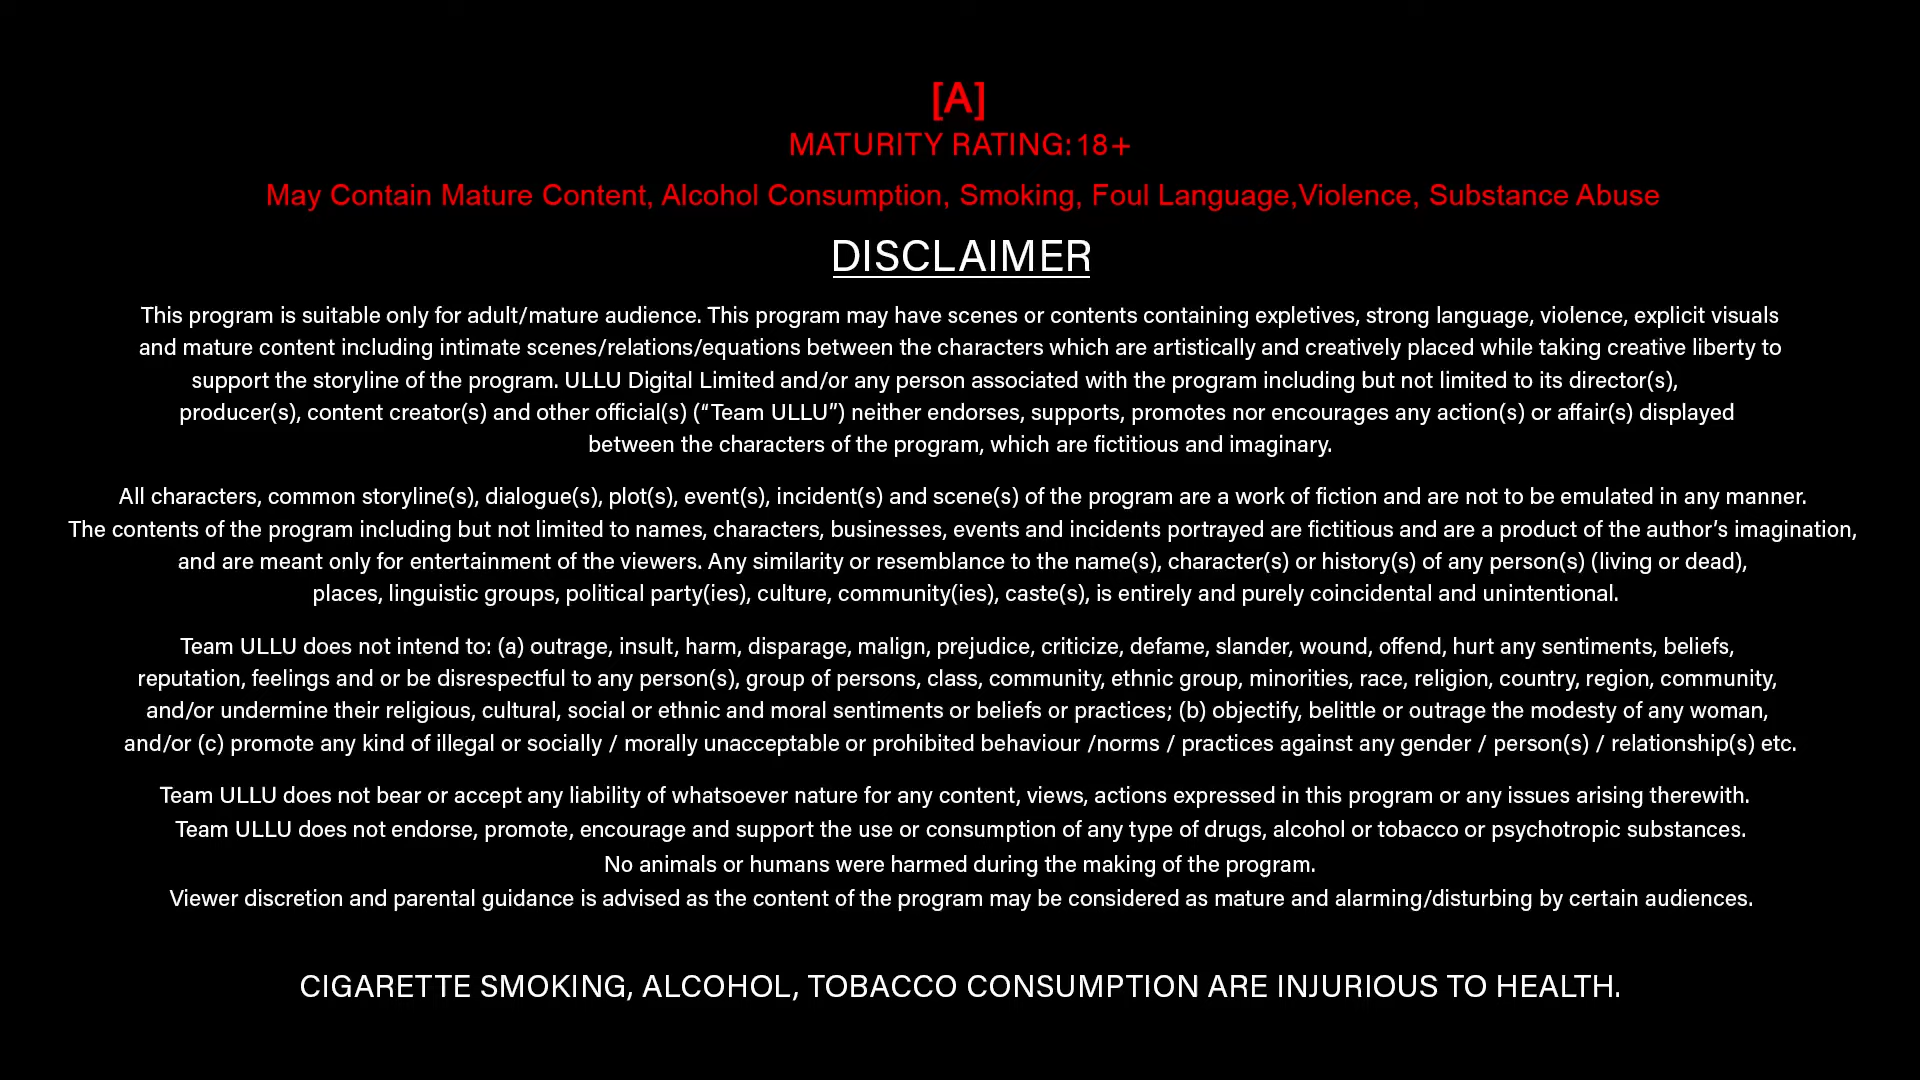 [A]
MATURITY RATING:18+
May Contain Mature Content, Alcohol Consumption, Smoking, Foul Language,Violence, Substance Abuse
DISCLAIMER
This program is suitable only for adult/mature audience. This program may have scenes or contents containing expletives, strong language, violence, explicit visuals
and mature content including intimate scenes/relations/equations between the characters which are artistically and creatively placed while taking creative liberty to
support the storyline of the program. ULLU Digital Limited and/or any person associated with the program including but not limited to its director(s),
producer(s), content creator(s) and other official(s) (“Team ULLU”) neither endorses, supports, promotes nor encourages any action(s) or affair(s) displayed
between the characters of the program, which are fictitious and imaginary.
All characters, common storyline(s), dialogue(s), plot(s), event(s), incident(s) and scene(s) of the program are a work of fiction and are not to be emulated in any manner.
The contents of the program including but not limited to names, characters, businesses, events and incidents portrayed are fictitious and are a product of the author’s imagination,
and are meant only for entertainment of the viewers. Any similarity or resemblance to the name(s), character(s) or history(s) of any person(s) (living or dead),
places, linguistic groups, political party(ies), culture, community(ies), caste(s), is entirely and purely coincidental and unintentional.
Team ULLU does not intend to: (a) outrage, insult, harm, disparage, malign, prejudice, criticize, defame, slander, wound, offend, hurt any sentiments, beliefs,
reputation, feelings and or be disrespectful to any person(s), group of persons, class, community, ethnic group, minorities, race, religion, country, region, community,
and/or undermine their religious, cultural, social or ethnic and moral sentiments or beliefs or practices; (b) objectify, belittle or outrage the modesty of any woman,
and/or (c) promote any kind of illegal or socially / morally unacceptable or prohibited behaviour /norms / practices against any gender / person(s) / relationship(s) etc.
Team ULLU does not bear or accept any liability of whatsoever nature for any content, views, actions expressed in this program or any issues arising therewith.
Team ULLU does not endorse, promote, encourage and support the use or consumption of any type of drugs, alcohol or tobacco or psychotropic substances.
No animals or humans were harmed during the making of the program.
Viewer discretion and parental guidance is advised as the content of the program may be considered as mature and alarming/disturbing by certain audiences.
CIGARETTE SMOKING, ALCOHOL, TOBACCO CONSUMPTION ARE INJURIOUS TO HEALTH.